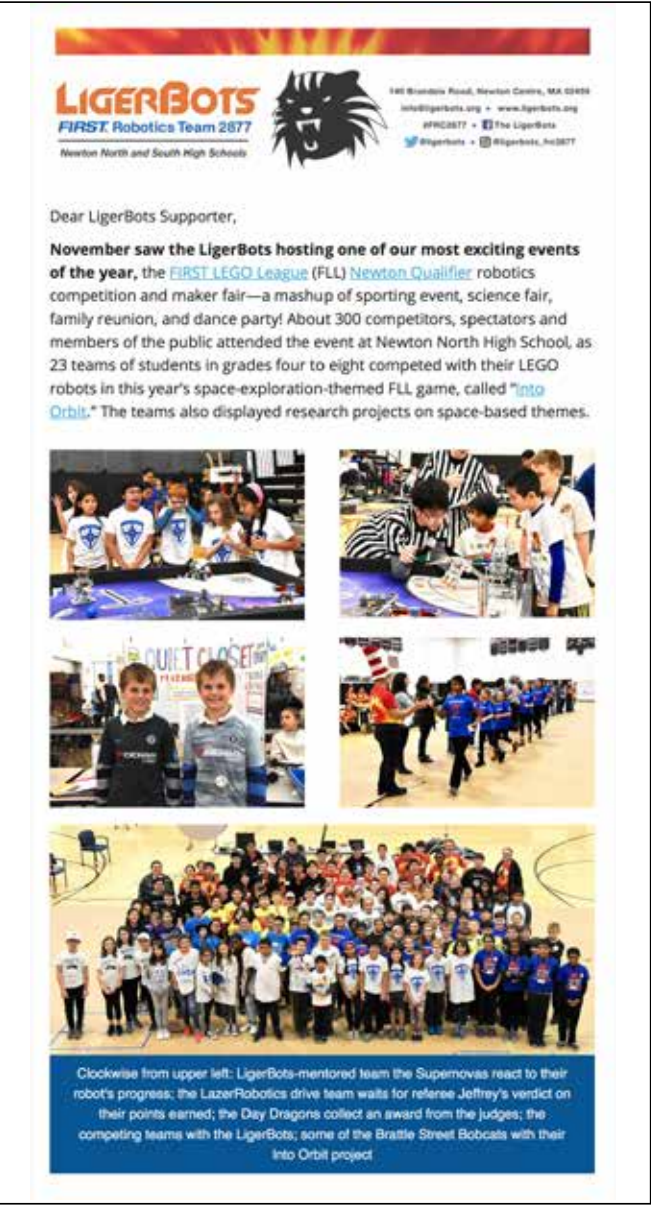 LIGERBOTS
FIRST Robotics Team 2877
Newton North and South High Schools
140 Brandeis Road, Newton Centre, MA 02459
info@ligerbots.org • www.ligerbots.org
#FRC2877 • The LigerBots
@ligerbots • @ligerbots_frc2877
Dear LigerBots Supporter,
November saw the LigerBots hosting one of our most exciting events
of the year, the FIRST LEGO League (FLL) Newton Qualifier robotics
competition and maker fair—a mashup of sporting event, science fair,
family reunion, and dance party! About 300 competitors, spectators and
members of the public attended the event at Newton North High School, as
23 teams of students in grades four to eight competed with their LEGO
robots in this year's space-exploration-themed FLL game, called "Into
Orbit." The teams also displayed research projects on space-based themes.
QUIET CLOSET
Clockwise from upper left: LigerBots-mentored team the Supernovas react to their
robot's progress; the LazerRobotics drive team waits for referee Jeffrey's verdict on
their points earned; the Day Dragons collect an award from the judges; the
competing teams with the LigerBots; some of the Brattle Street Bobcats with their
Into Orbit project